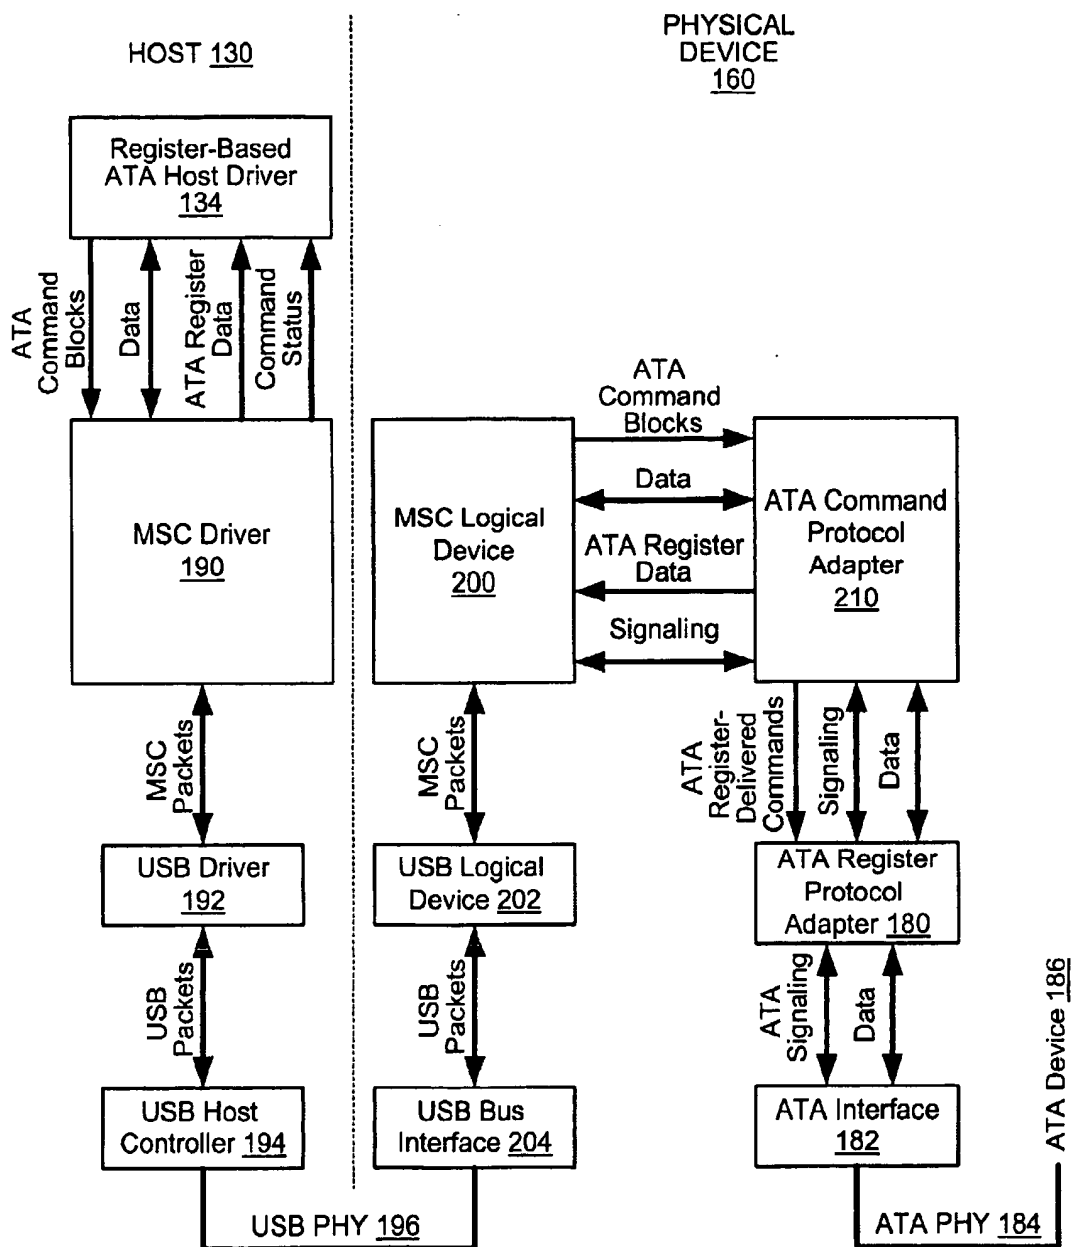 HOST 130
PHYSICAL
DEVICE
160
Register-Based
ATA Host Driver
134
ATA
Command
Blocks
Data
ATA Register
Data
Command
Status
MSC Driver
190
MSC
Packets
USB Driver
192
USB
Packets
USB Host
Controller 194
USB PHY 196
MSC Logical
Device
200
ATA
Command
Blocks
Data
ATA Register
Data
Signaling
ATA Command
Protocol
Adapter
210
MSC
Packets
USB Logical
Device 202
USB
Packets
USB Bus
Interface 204
ATA
Register-
Delivered
Commands
Signaling
Data
ATA Register
Protocol
Adapter 180
ATA
Signaling
Data
ATA Interface
182
ATA PHY 184
ATA Device 186